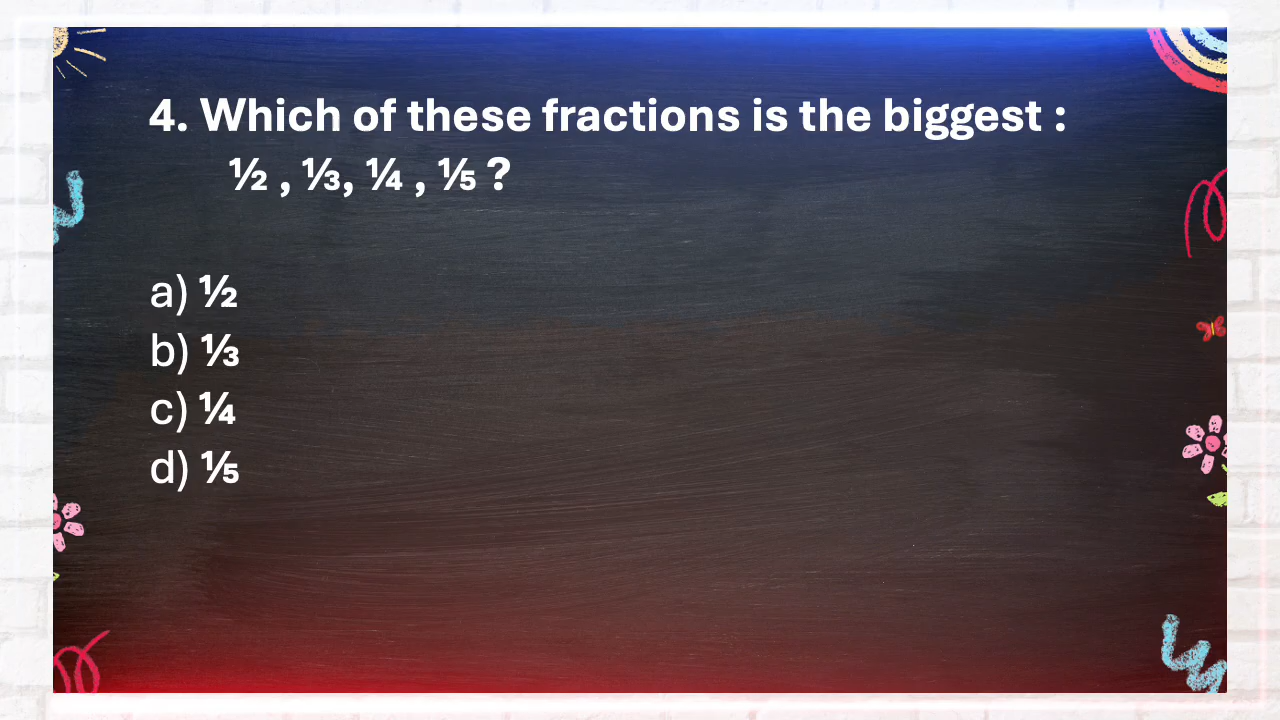 4. Which of these fractions is the biggest :
½ , ⅓, ¼ , ⅕ ?
a) ½
b) ⅓
c) ¼
d) ⅕